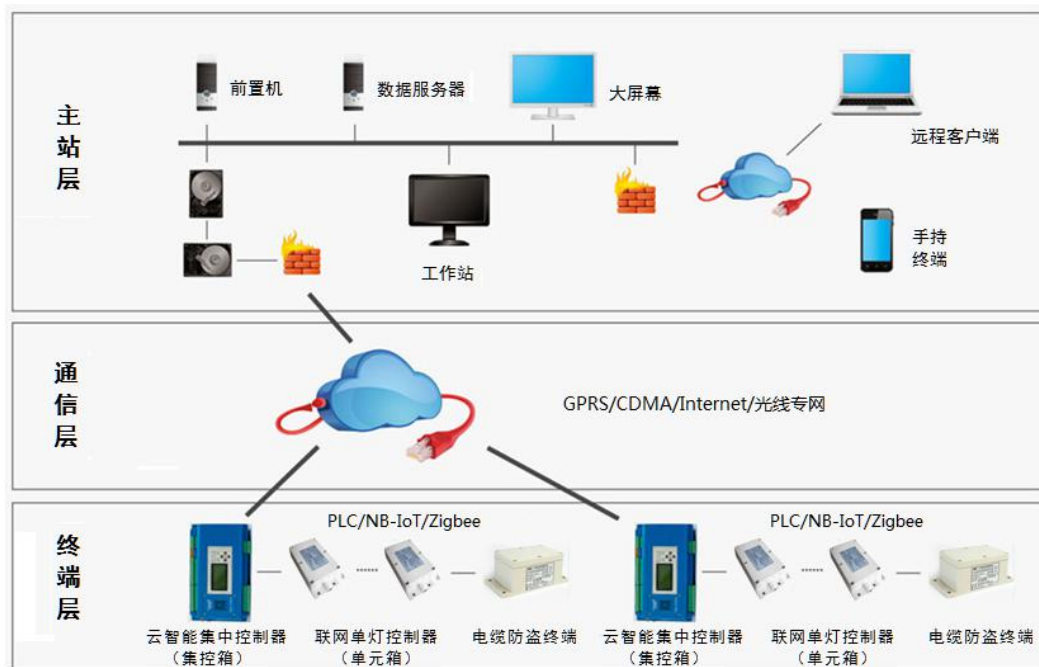 主站层
前置机
数据服务器
大屏幕
远程客户端
工作站
手持
终端
通信层
GPRS/CDMA/Internet/光线专网
终端层
PLC/NB-IoT/Zigbee
PLC/NB-IoT/Zigbee
云智能集中控制器
（集控箱）
联网单灯控制器
（单元箱）
电缆防盗终端
云智能集中控制器
（集控箱）
联网单灯控制器
（单元箱）
电缆防盗终端